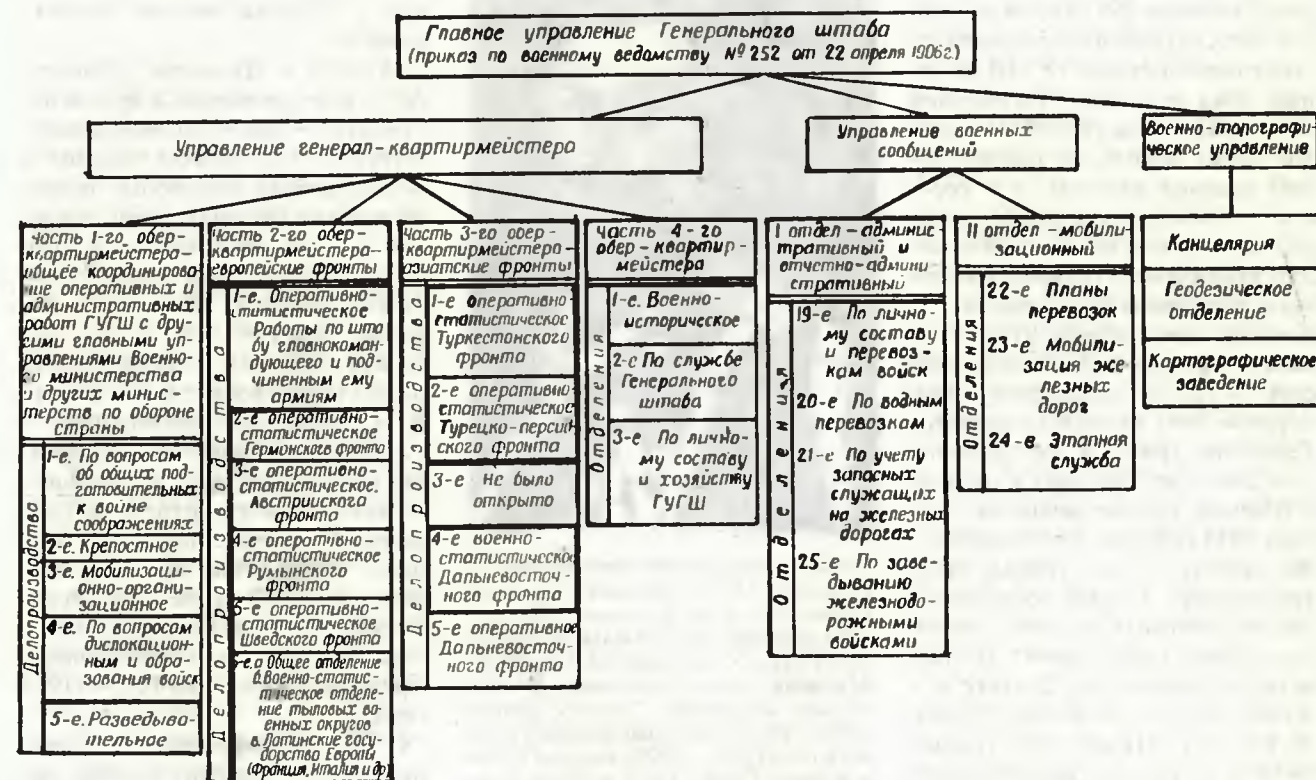 Главное управление Генерального штаба
(приказ по военному ведомству № 252 от 22 апреля 1906г)
Управление генерал-квартирмейстера
Управление военных
сообщений
Военно-топографи-
ческое управление
часть 1-го обер-
квартирмейстера-
общее координирова-
ние оперативных и
административных
работ ГУГШ с дру-
гими главными уп-
равлениями Военно-
го министерства
и других минис-
терств по обороне
страны
Делопроизводства
1-е. По вопросам
об общих под-
готовительных
к войне
соображениях
2-е. Крепостное
3-е. Мобилизаци-
онно-органи-
зационное
4-е. По вопросам
дислокацион-
ным и обра-
зования войск
5-е. Разведыва-
тельное
Часть 2-го обер-
квартирмейстера-
европейские фронты
Делопроизводства
1-е. Оперативно-
статистическое
Работы по шта
бу главнокоман-
дующего и под-
чиненным ему
армиям
2-е оперативно-
статистическое
Германского фронта
3-е оперативно-
статистическое.
Австрийского
фронта
4-е оперативно-
статистическое
Румынского
фронта
5-е оперативно-
статистическое
Шведского фронта
6-е. а Общее отделение
б. Военно-статис-
тическое отделе-
ние тыловых во-
енных округов
в. Латинские госу-
дарства Европы
(Франция, Италия и др)
Часть 3-го обер-
квартирмейстера-
азиатские фронты
Делопроизводства
1-е оперативно-
статистическое
Туркестонского
фронта
2-е оперативно-
статистическое
Турецко-персид-
ского фронта
3-е Не было
открыто
4-е военно-
статистическое
Дальневосточ-
ного фронта
5-е оперативное
Дальневосточ-
ного фронта
Часть 4-го
обер-квартир-
мейстера
Отделения
1-е. Военно-
историческое
2-е По службе
Генерального
штаба
3-е По лично-
му составу
и хозяйству
ГУГШ
I отдел-админис-
тративный и
отчетно-админи
стративный
Отделения
19-е По лично-
му составу
и перевоз-
кам войск
20-е По водным
перевозкам
21-е По учету
запасных
служащих
на железных
дорогах
25-е По заве-
дыванию
железнодо-
рожными
войсками
II отдел-мобили-
зационный
Отделения
22-е Планы
перевозок
23-е Мобили-
зация же-
лезных
дорог
24-е Этапная
служба
Канцелярия
Геодезическое
отделение
Картографическое
заведение